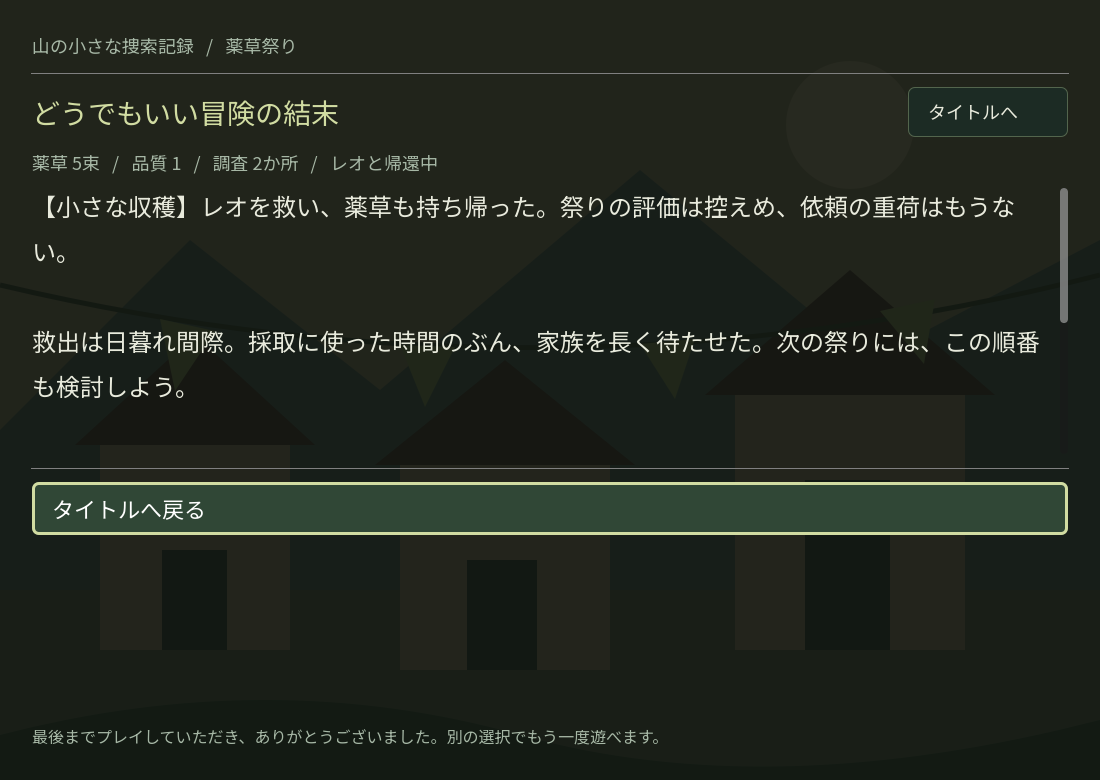 山の小さな捜索記録 / 薬草祭り
どうでもいい冒険の結末
タイトルへ
薬草 5束 / 品質 1 / 調査 2か所 / レオと帰還中
【小さな収穫】レオを救い、薬草も持ち帰った。祭りの評価は控えめ、依頼の重荷はもうな
い。
救出は日暮れ間際。採取に使った時間のぶん、家族を長く待たせた。次の祭りには、この順番
も検討しよう。
タイトルへ戻る
最後までプレイしていただき、ありがとうございました。別の選択でもう一度遊べます。